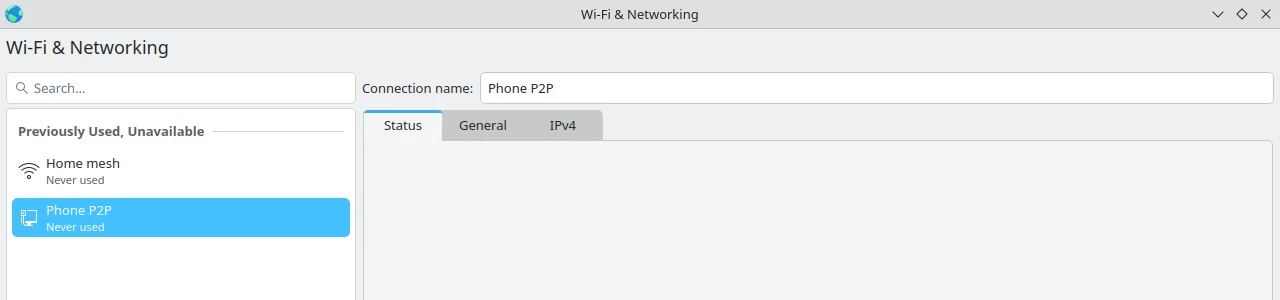 Wi-Fi & Networking
Wi-Fi & Networking
Search...
Connection name: Phone P2P
Previously Used, Unavailable
Status General IPv4
Home mesh
Never used
Phone P2P
Never used